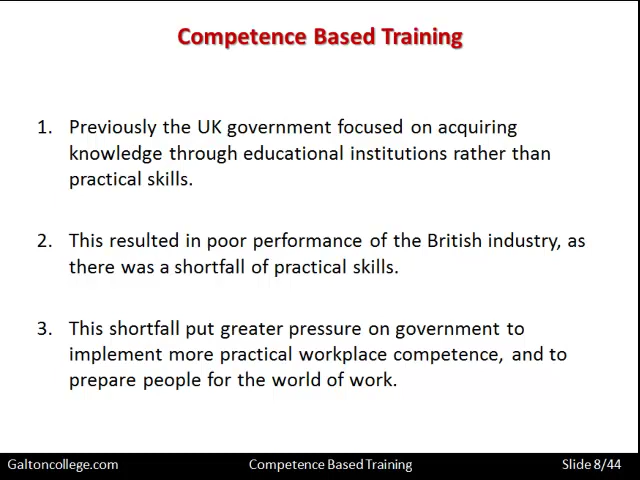 Competence Based Training
1. Previously the UK government focused on acquiring
knowledge through educational institutions rather than
practical skills.
2. This resulted in poor performance of the British industry, as
there was a shortfall of practical skills.
3. This shortfall put greater pressure on government to
implement more practical workplace competence, and to
prepare people for the world of work.
Galtoncollege.com Competence Based Training Slide 8/44